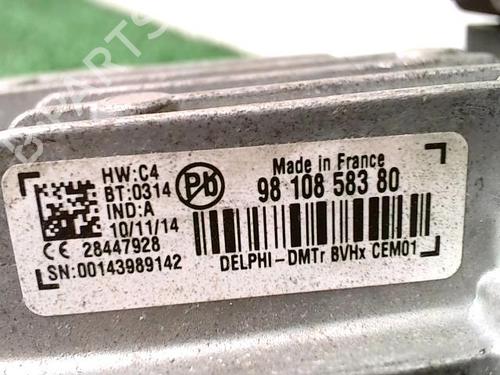 HW:C4
BT:0314
IND:A
10/11/14
CE 28447928
SN:00143989142
Pb
Made in France
98 108 583 80
DELPHI-DMTr BVHx CEM01